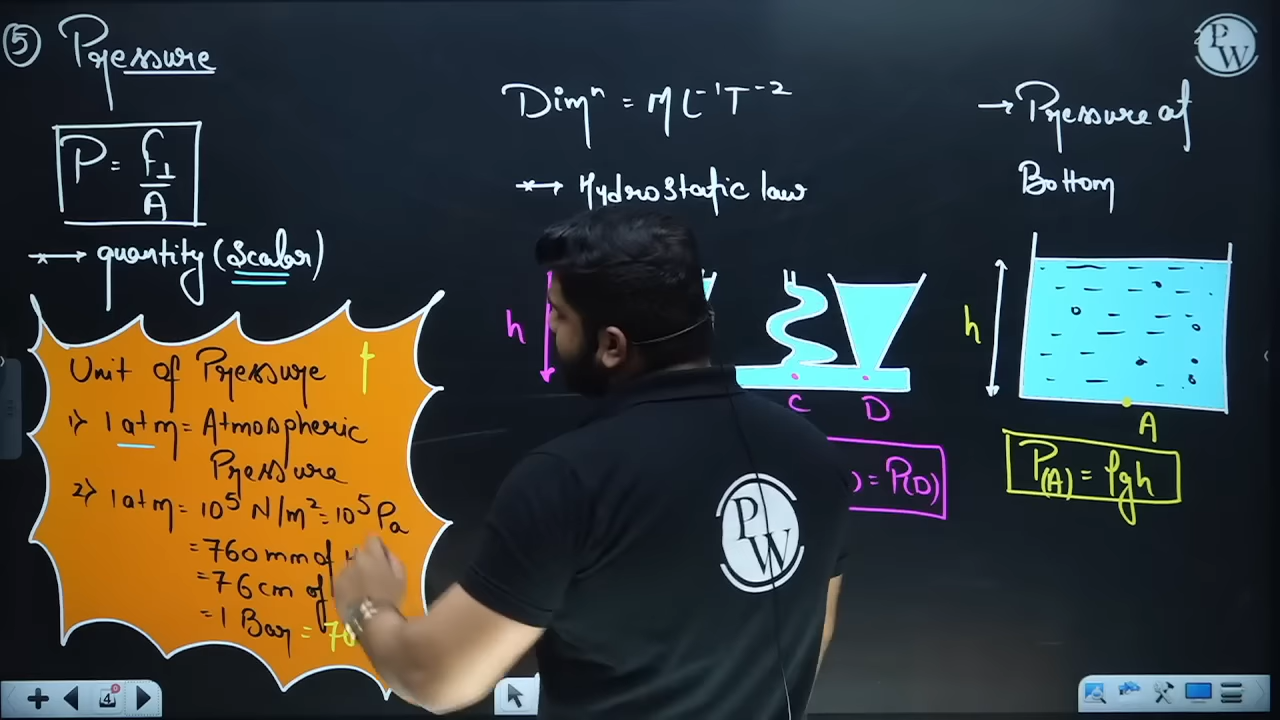 ⑤ Pressure
P = F⊥/A
* → quantity (Scalar)
Unit of Pressure
1> 1 atm = Atmospheric
Pressure
2> 1 atm = 10⁵ N/m² = 10⁵ Pa
= 760 mm of
= 76 cm of
= 1 Bar =
Dimⁿ = ML⁻¹T⁻²
* → Hydrostatic law
h
C D
) = P(D)
→ Pressure at
Bottom
h
A
P(A) = ρgh
PW
PW
4